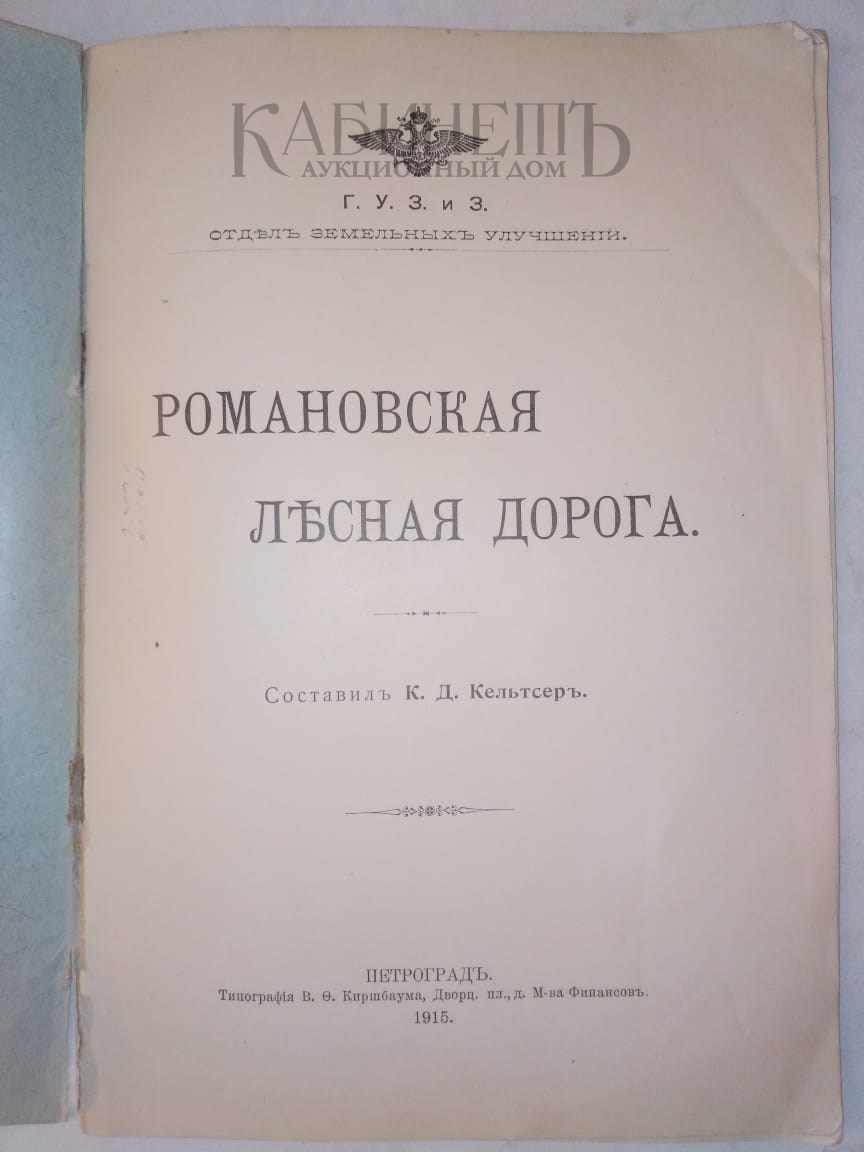 КАБИНЕТЪ
АУКЦИОННЫЙ ДОМ
Г. У. З. и З.
ОТДѢЛЪ ЗЕМЕЛЬНЫХЪ УЛУЧШЕНІЙ.
РОМАНОВСКАЯ
ЛѢСНАЯ ДОРОГА.
Составилъ К. Д. Кельтсеръ.
ПЕТРОГРАДЪ.
Типографія В. Ѳ. Киршбаума, Дворц. пл., д. М-ва Финансовъ.
1915.